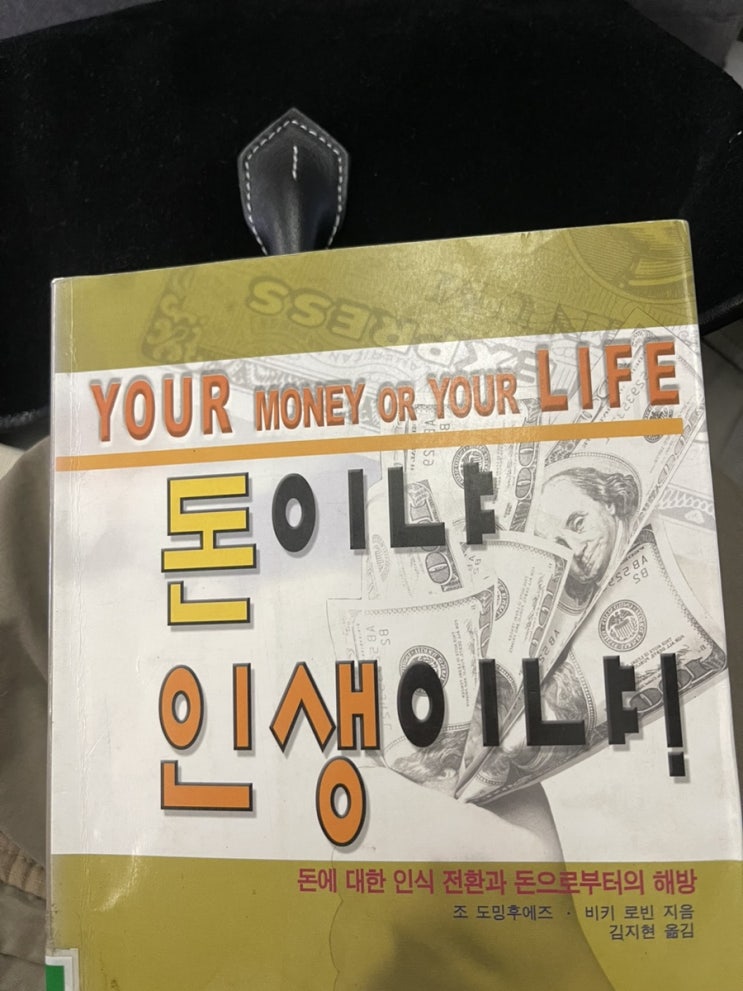 EXPRESS
YOUR MONEY OR YOUR LIFE
돈이냐
인생이냐!
돈에 대한 인식 전환과 돈으로부터의 해방
조 도밍후에즈 · 비키 로빈 지음
김지현 옮김